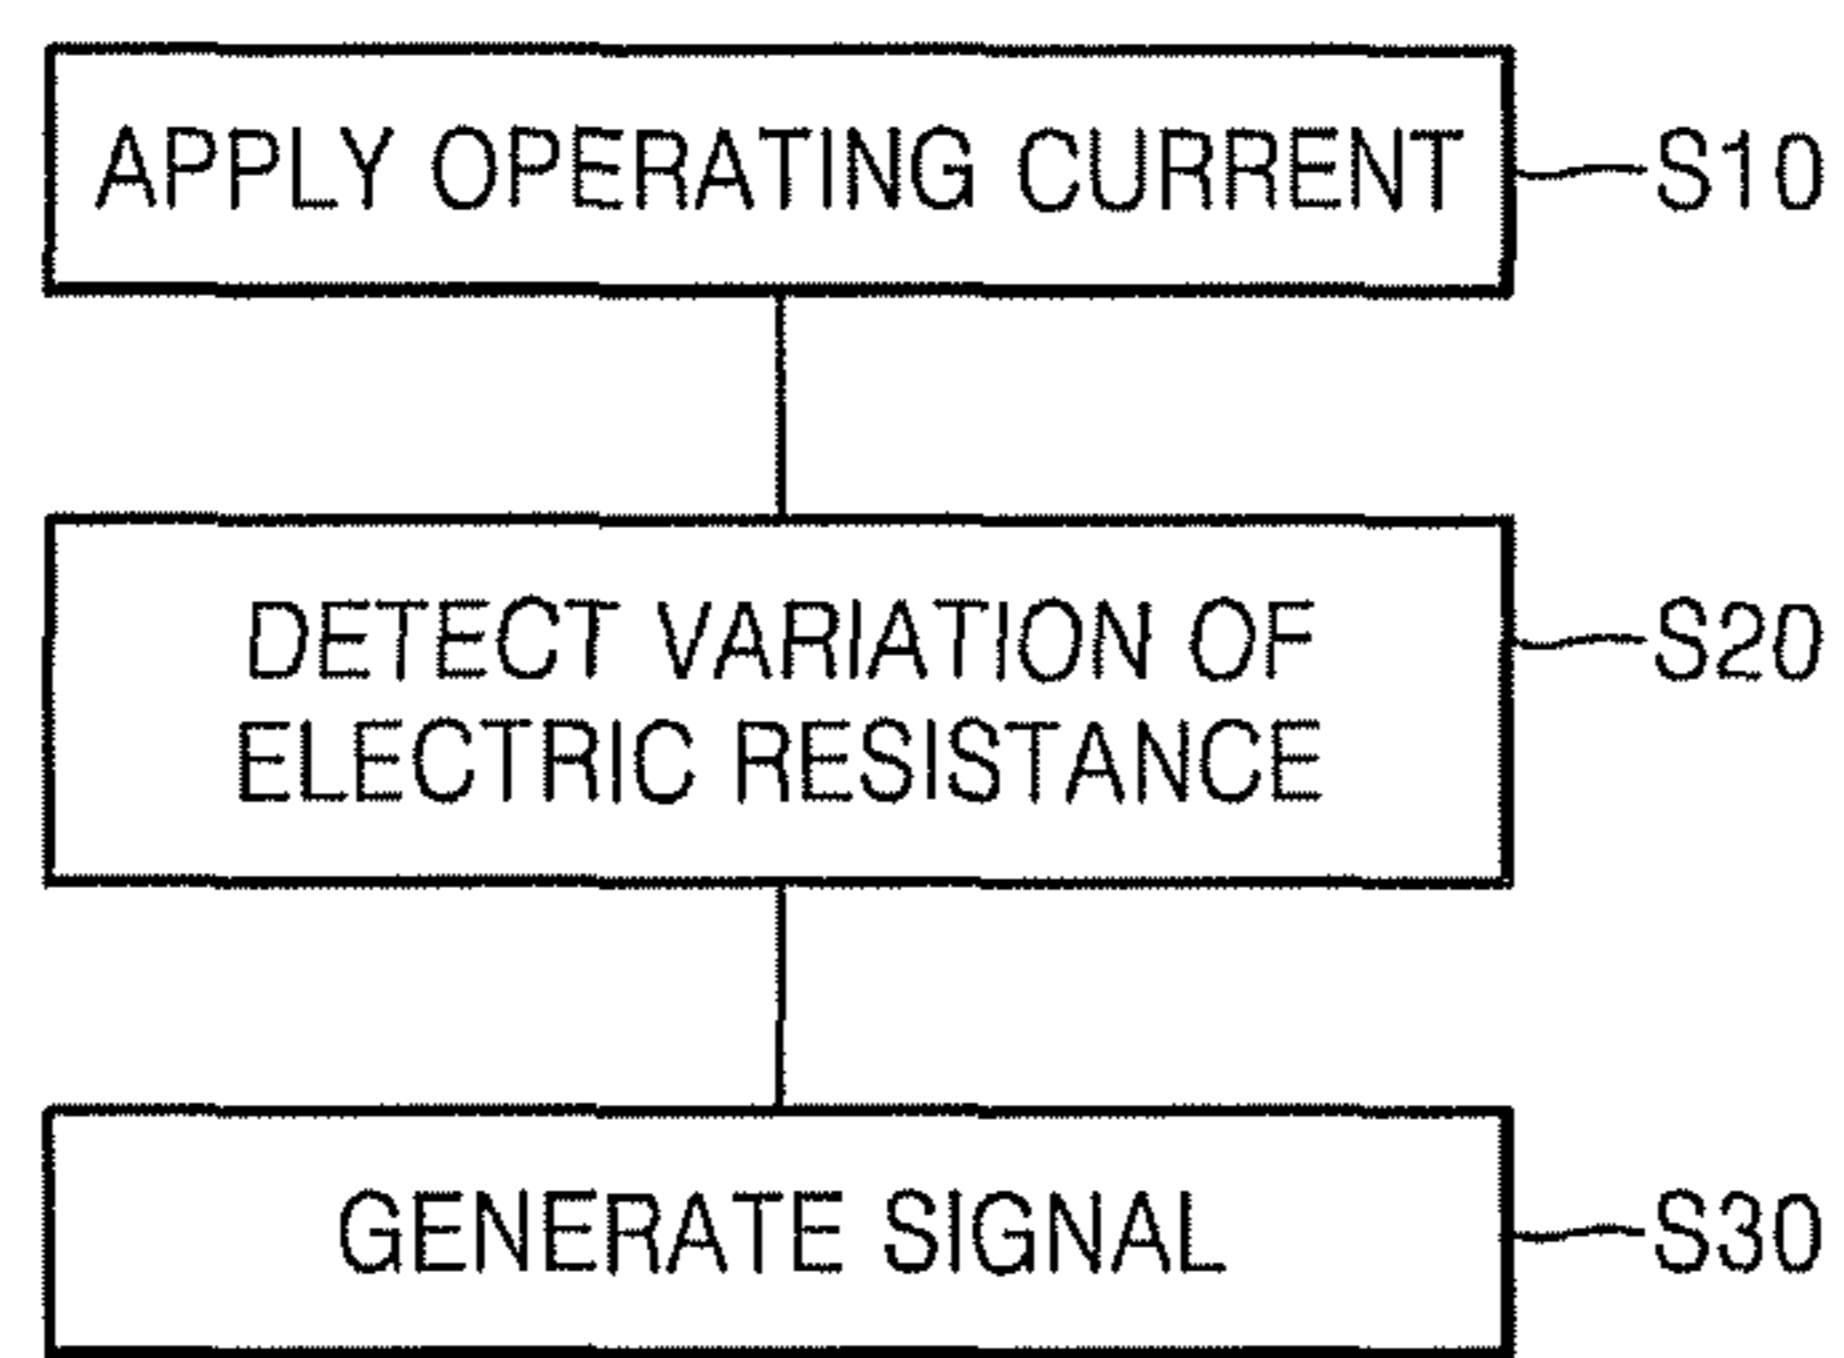 APPLY OPERATING CURRENT S10
DETECT VARIATION OF S20
ELECTRIC RESISTANCE
GENERATE SIGNAL S30